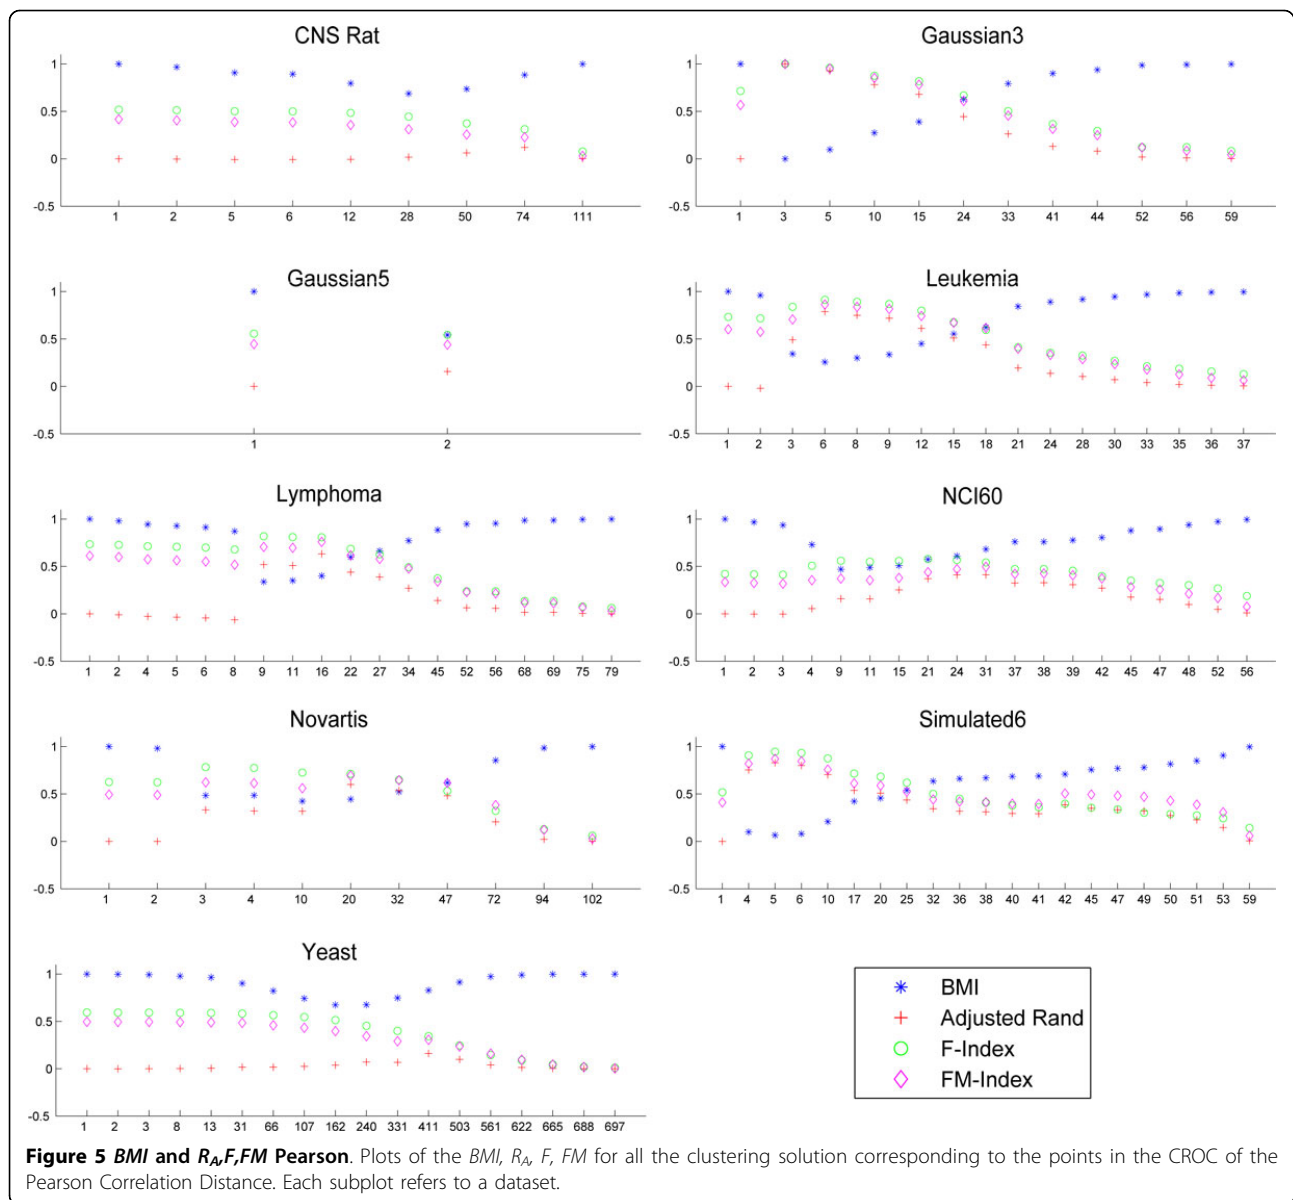 CNS Rat
1
0.5
0
-0.5
1 2 5 6 12 28 50 74 111
Gaussian3
1
0.5
0
-0.5
1 3 5 10 15 24 33 41 44 52 56 59
Gaussian5
1
0.5
0
-0.5
1 2
Leukemia
1
0.5
0
-0.5
1 2 3 6 8 9 12 15 18 21 24 28 30 33 35 36 37
Lymphoma
1
0.5
0
-0.5
1 2 4 5 6 8 9 11 16 22 27 34 45 52 56 68 69 75 79
NCI60
1
0.5
0
-0.5
1 2 3 4 9 11 15 21 24 31 37 38 39 42 45 47 48 52 56
Novartis
1
0.5
0
-0.5
1 2 3 4 10 20 32 47 72 94 102
Simulated6
1
0.5
0
-0.5
1 4 5 6 10 17 20 25 32 36 38 40 41 42 45 47 49 50 51 53 59
Yeast
1
0.5
0
-0.5
1 2 3 8 13 31 66 107 162 240 331 411 503 561 622 665 688 697
BMI
Adjusted Rand
F-Index
FM-Index
Figure 5 BMI and R_A,F,FM Pearson. Plots of the BMI, R_A, F, FM for all the clustering solution corresponding to the points in the CROC of the
Pearson Correlation Distance. Each subplot refers to a dataset.